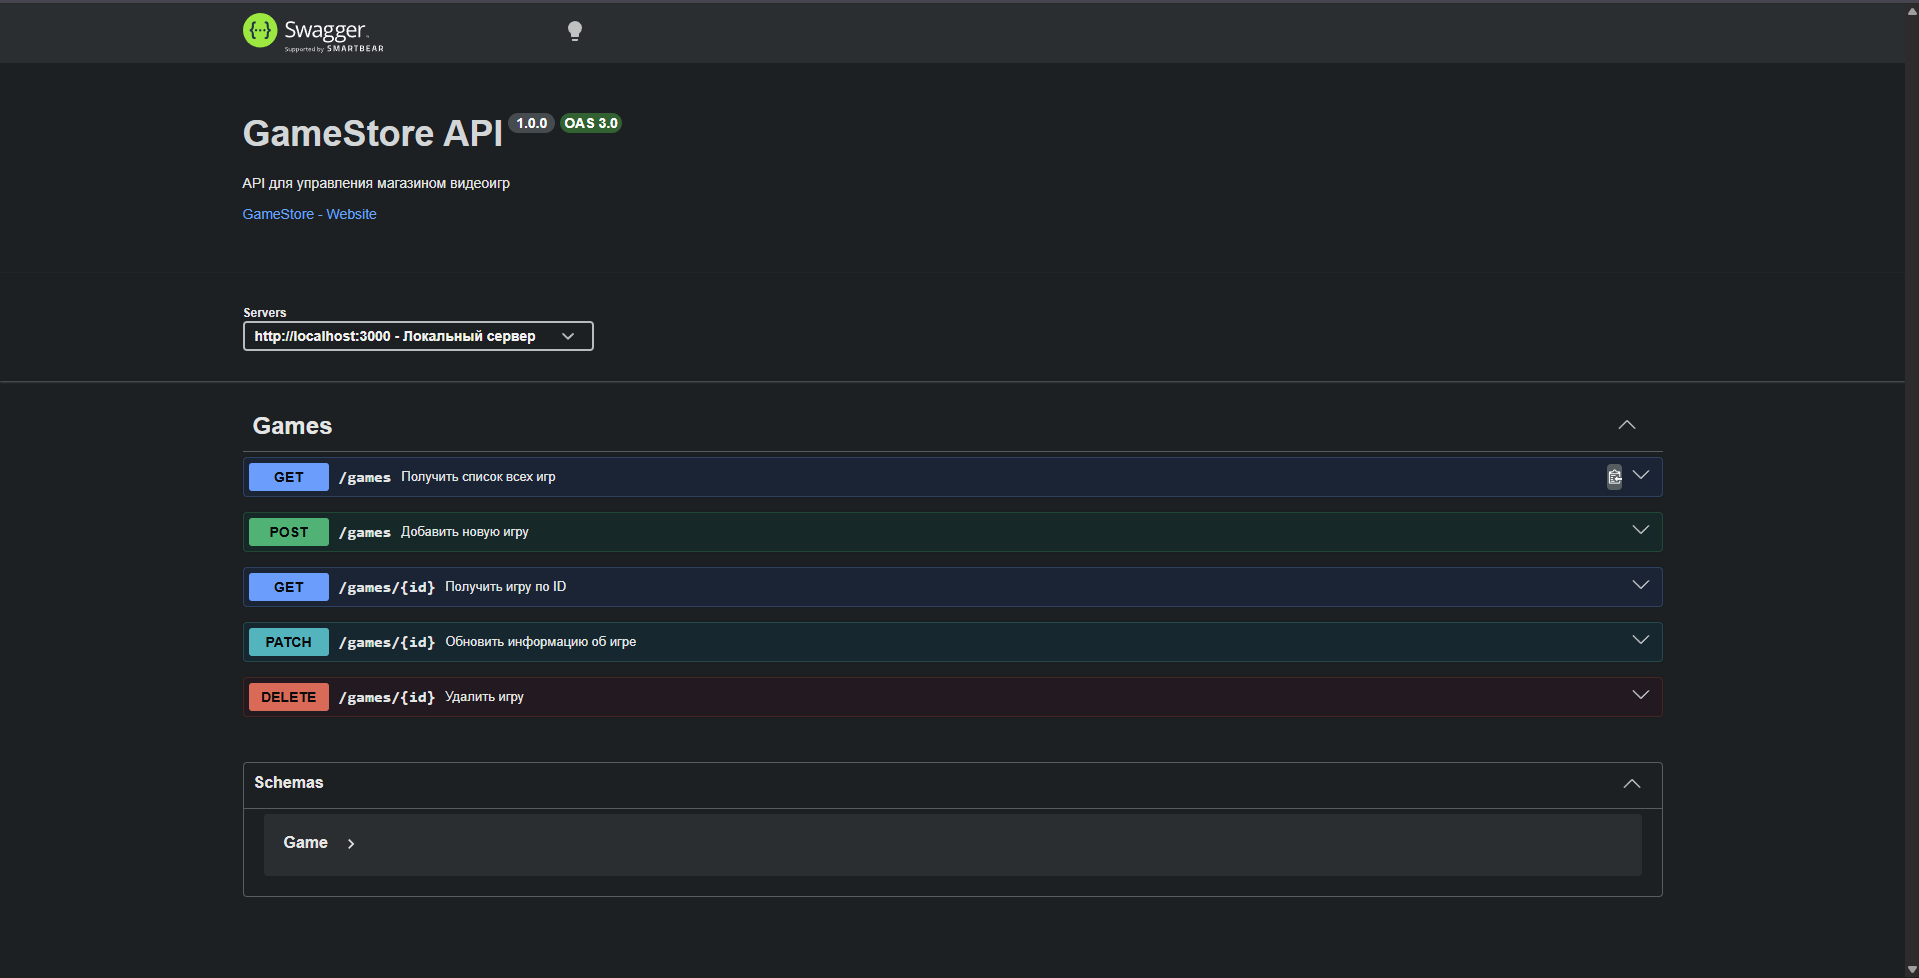 Swagger
Supported by SMARTBEAR
GameStore API 1.0.0 OAS 3.0
API для управления магазином видеоигр
GameStore - Website
Servers
http://localhost:3000 - Локальный сервер
Games
GET /games Получить список всех игр
POST /games Добавить новую игру
GET /games/{id} Получить игру по ID
PATCH /games/{id} Обновить информацию об игре
DELETE /games/{id} Удалить игру
Schemas
Game